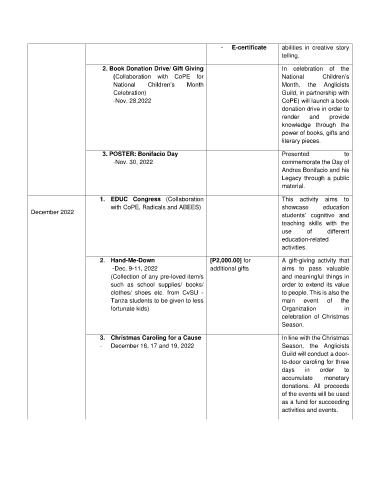 - E-certificate
abilities in creative story
telling.
2. Book Donation Drive/ Gift Giving
(Collaboration with CoPE for
National Children's Month
Celebration)
-Nov. 28,2022
In celebration of the
National Children's
Month, the Anglicists
Guild, in partnership with
CoPE) will launch a book
donation drive in order to
render and provide
knowledge through the
power of books, gifts and
literary pieces.
3. POSTER: Bonifacio Day
-Nov. 30, 2022
Presented to
commemorate the Day of
Andres Bonifacio and his
Legacy through a public
material.
December 2022
1. EDUC Congress (Collaboration
with CoPE, Radicals and ABEES)
This activity aims to
showcase education
students' cognitive and
teaching skills with the
use of different
education-related
activities.
2. Hand-Me-Down
-Dec. 9-11, 2022
(Collection of any pre-loved item/s
such as school supplies/ books/
clothes/ shoes etc. from CvSU -
Tanza students to be given to less
fortunate kids)
[P2,000.00] for
additional gifts
A gift-giving activity that
aims to pass valuable
and meaningful things in
order to extend its value
to people. This is also the
main event of the
Organization in
celebration of Christmas
Season.
3. Christmas Caroling for a Cause
- December 16, 17 and 19, 2022
In line with the Christmas
Season, the Anglicists
Guild will conduct a door-
to-door caroling for three
days in order to
accumulate monetary
donations. All proceeds
of the events will be used
as a fund for succeeding
activities and events.